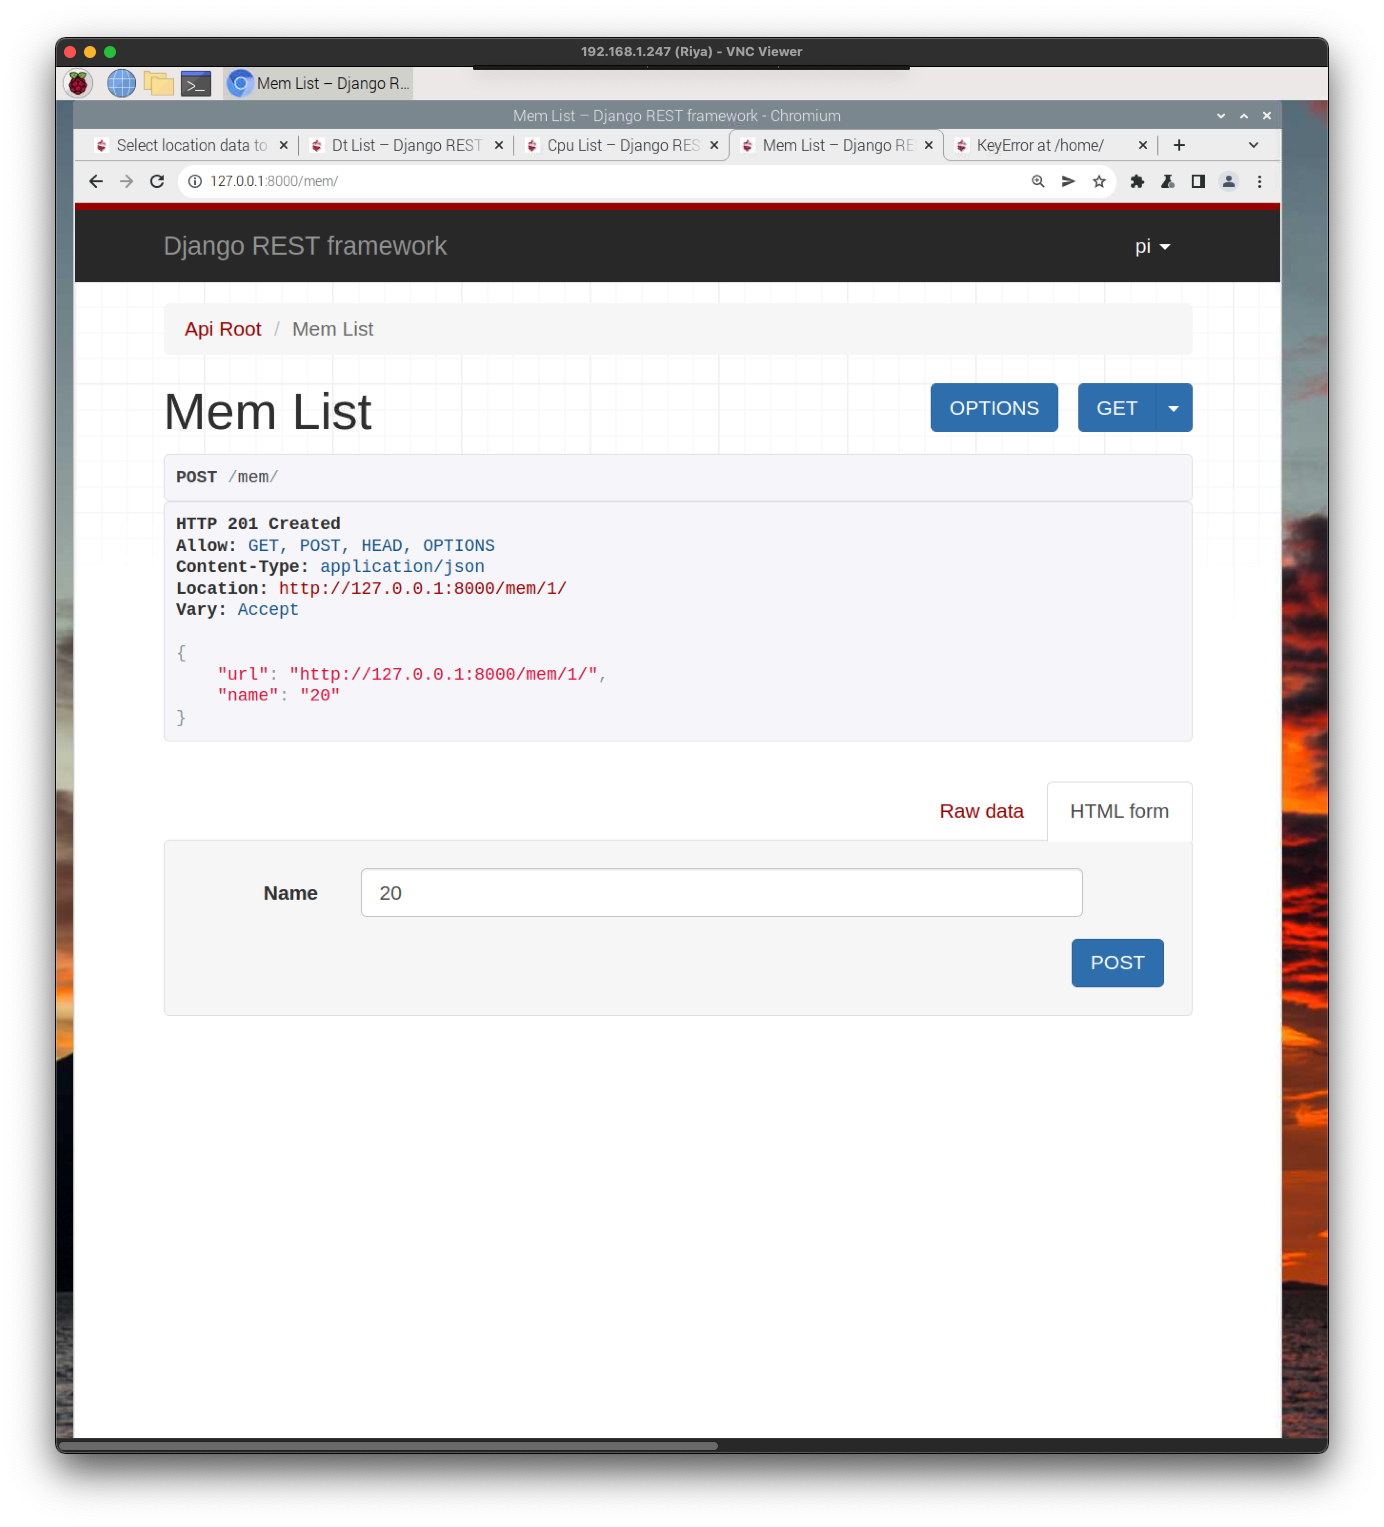 192.168.1.247 (Riya) - VNC Viewer
>_
Mem List – Django R...
Mem List – Django REST framework - Chromium
Select location data to
Dt List – Django REST
Cpu List – Django RES
Mem List – Django RE
KeyError at /home/
127.0.0.1:8000/mem/
Django REST framework
pi
Api Root / Mem List
Mem List
OPTIONS
GET
POST /mem/
HTTP 201 Created
Allow: GET, POST, HEAD, OPTIONS
Content-Type: application/json
Location: http://127.0.0.1:8000/mem/1/
Vary: Accept
{
"url": "http://127.0.0.1:8000/mem/1/",
"name": "20"
}
Raw data
HTML form
Name
20
POST